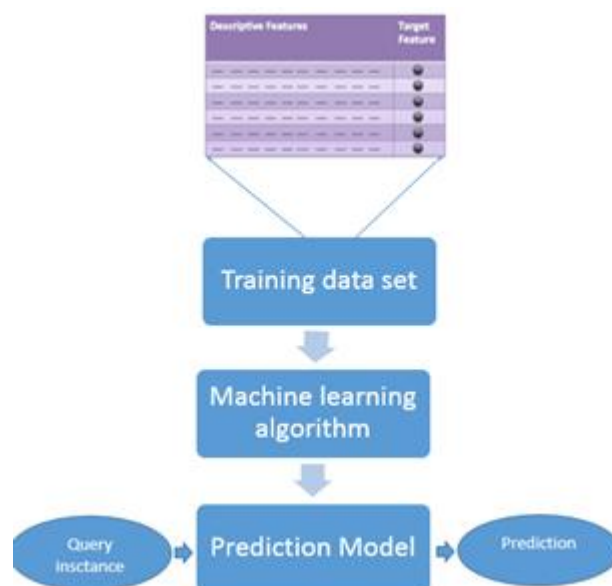 Descriptive Features
Target
Feature
Training data set
Machine learning
algorithm
Prediction Model
Query
insctance
Prediction